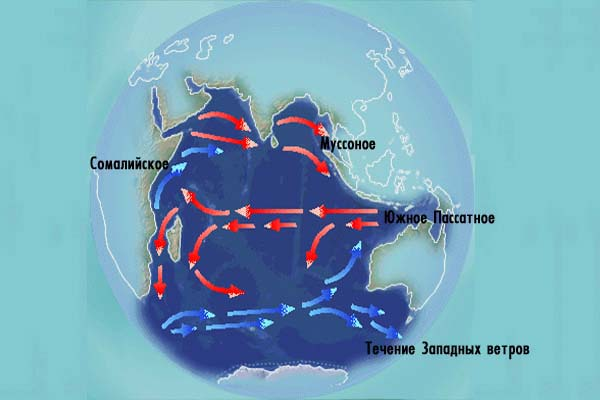 Муссоное
Сомалийское
Южное Пассатное
Течение Западных ветров